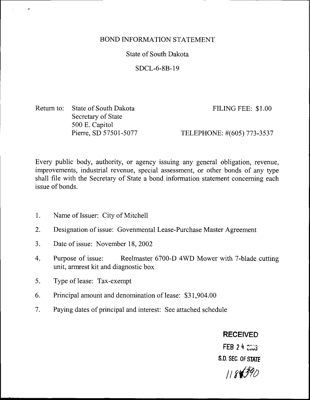 BOND INFORMATION STATEMENT
State of South Dakota
SDCL-6-8B-19
Return to: State of South Dakota FILING FEE: $1.00
Secretary of State
500 E. Capitol
Pierre, SD 57501-5077 TELEPHONE: #(605) 773-3537
Every public body, authority, or agency issuing any general obligation, revenue,
improvements, industrial revenue, special assessment, or other bonds of any type
shall file with the Secretary of State a bond information statement concerning each
issue of bonds.
1. Name of Issuer: City of Mitchell
2. Designation of issue: Governmental Lease-Purchase Master Agreement
3. Date of issue: November 18, 2002
4. Purpose of issue: Reelmaster 6700-D 4WD Mower with 7-blade cutting
unit, armrest kit and diagnostic box
5. Type of lease: Tax-exempt
6. Principal amount and denomination of lease: $31,904.00
7. Paying dates of principal and interest: See attached schedule
RECEIVED
FEB 24
S.D. SEC. OF STATE